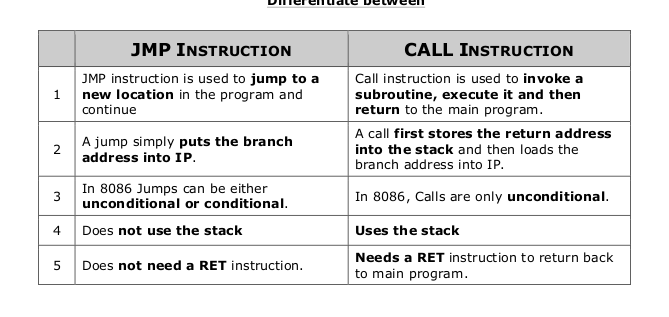 Differentiate between
JMP INSTRUCTION
CALL INSTRUCTION
1
JMP instruction is used to jump to a
new location in the program and
continue
Call instruction is used to invoke a
subroutine, execute it and then
return to the main program.
2
A jump simply puts the branch
address into IP.
A call first stores the return address
into the stack and then loads the
branch address into IP.
3
In 8086 Jumps can be either
unconditional or conditional.
In 8086, Calls are only unconditional.
4
Does not use the stack
Uses the stack
5
Does not need a RET instruction.
Needs a RET instruction to return back
to main program.